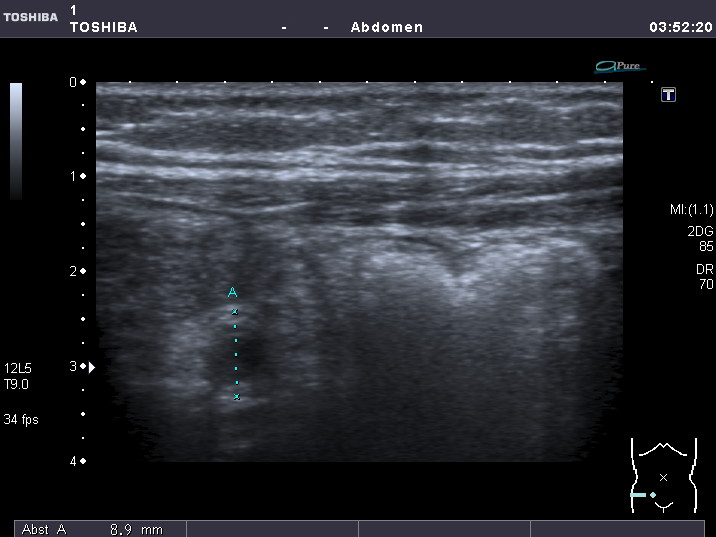 TOSHIBA
1
TOSHIBA - - Abdomen 03:52:20
Pure
T
0
1
2
3
4
A
MI:(1.1)
2DG
85
DR
70
12L5
T9.0
34 fps
Abst A 8.9 mm